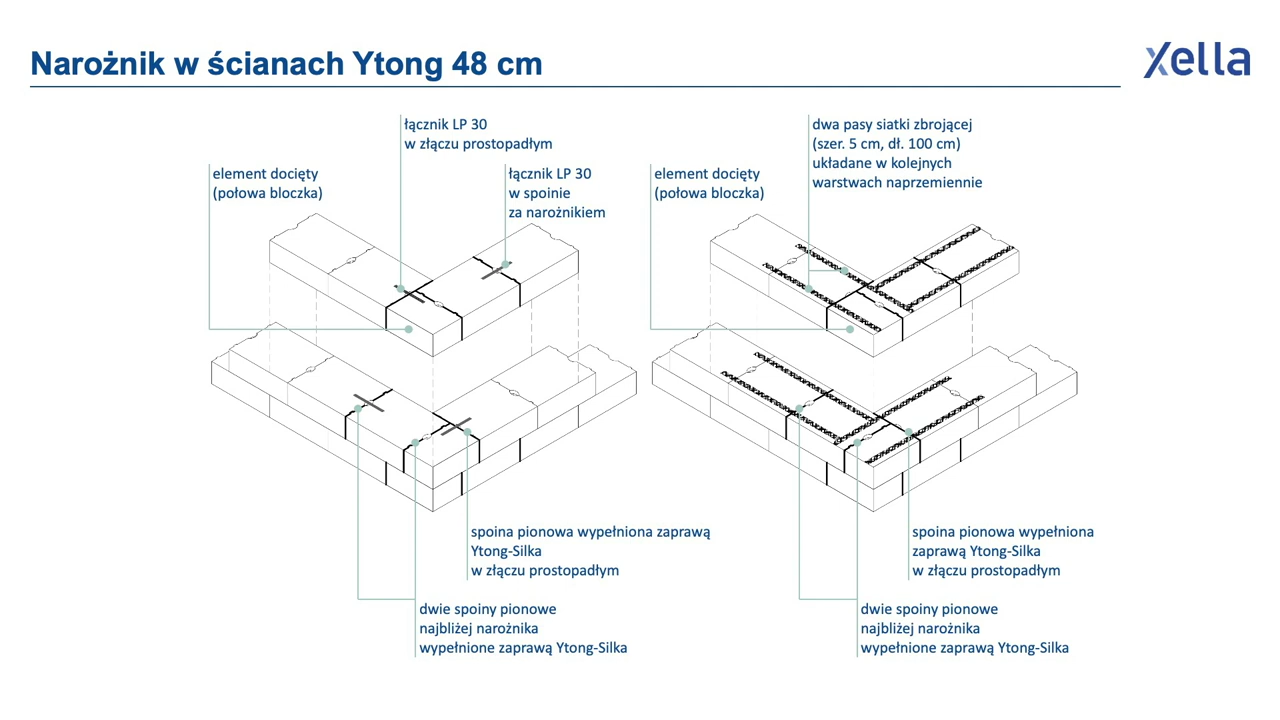 Narożnik w ścianach Ytong 48 cm
xella
łącznik LP 30
w złączu prostopadłym
element docięty
(połowa bloczka)
łącznik LP 30
w spoinie
za narożnikiem
spoina pionowa wypełniona zaprawą
Ytong-Silka
w złączu prostopadłym
dwie spoiny pionowe
najbliżej narożnika
wypełnione zaprawą Ytong-Silka
dwa pasy siatki zbrojącej
(szer. 5 cm, dł. 100 cm)
układane w kolejnych
warstwach naprzemiennie
element docięty
(połowa bloczka)
spoina pionowa wypełniona
zaprawą Ytong-Silka
w złączu prostopadłym
dwie spoiny pionowe
najbliżej narożnika
wypełnione zaprawą Ytong-Silka